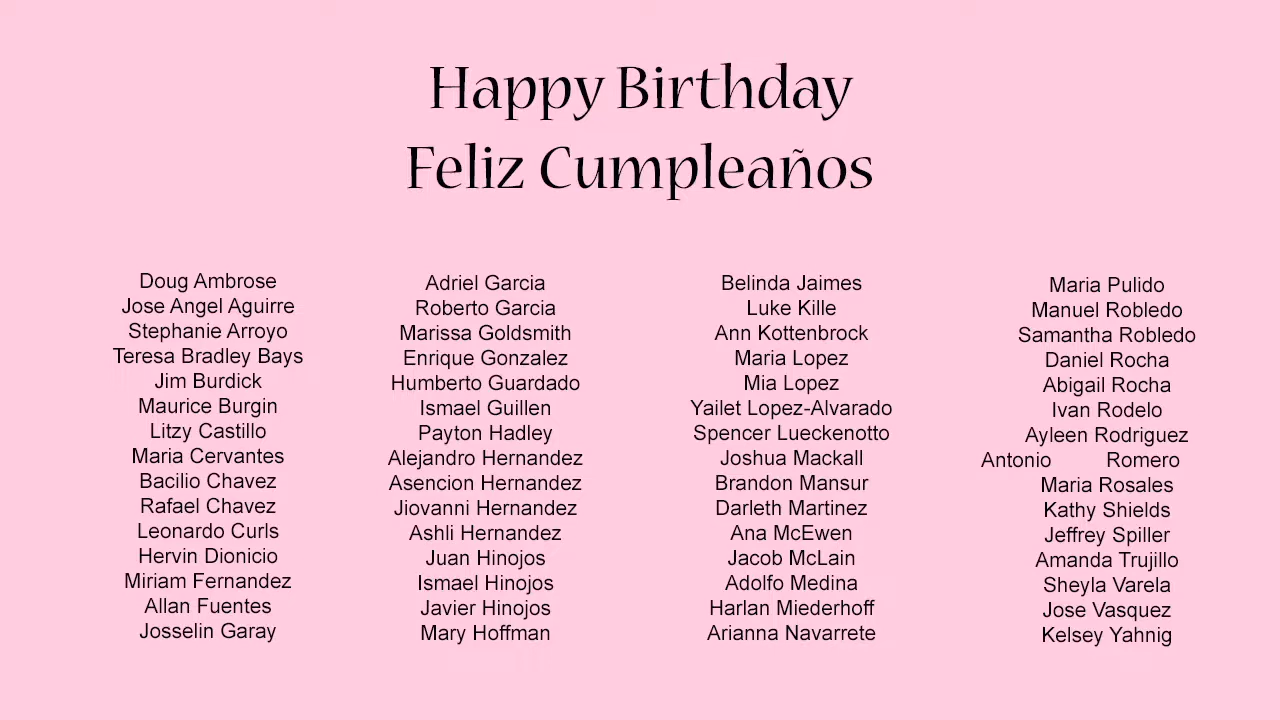 Happy Birthday
Feliz Cumpleaños
Doug Ambrose
Jose Angel Aguirre
Stephanie Arroyo
Teresa Bradley Bays
Jim Burdick
Maurice Burgin
Litzy Castillo
Maria Cervantes
Bacilio Chavez
Rafael Chavez
Leonardo Curls
Hervin Dionicio
Miriam Fernandez
Allan Fuentes
Josselin Garay
Adriel Garcia
Roberto Garcia
Marissa Goldsmith
Enrique Gonzalez
Humberto Guardado
Ismael Guillen
Payton Hadley
Alejandro Hernandez
Asencion Hernandez
Jiovanni Hernandez
Ashli Hernandez
Juan Hinojos
Ismael Hinojos
Javier Hinojos
Mary Hoffman
Belinda Jaimes
Luke Kille
Ann Kottenbrock
Maria Lopez
Mia Lopez
Yailet Lopez-Alvarado
Spencer Lueckenotto
Joshua Mackall
Brandon Mansur
Darleth Martinez
Ana McEwen
Jacob McLain
Adolfo Medina
Harlan Miederhoff
Arianna Navarrete
Maria Pulido
Manuel Robledo
Samantha Robledo
Daniel Rocha
Abigail Rocha
Ivan Rodelo
Ayleen Rodriguez
Antonio Romero
Maria Rosales
Kathy Shields
Jeffrey Spiller
Amanda Trujillo
Sheyla Varela
Jose Vasquez
Kelsey Yahnig